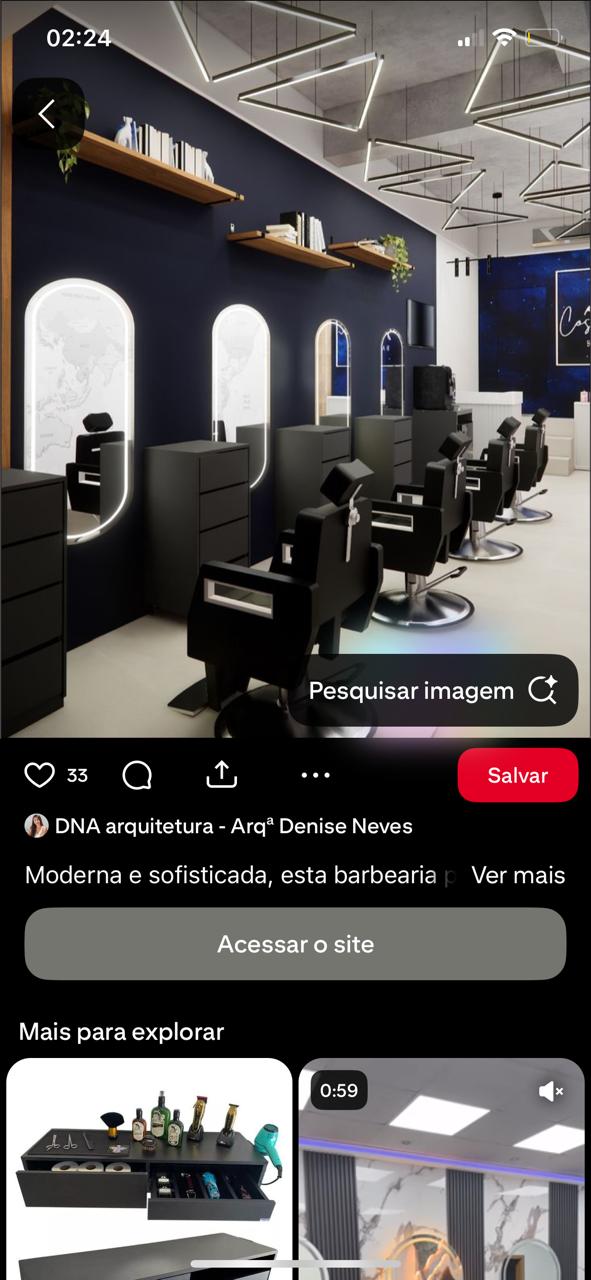 02:24
Pesquisar imagem
33
Salvar
DNA arquitetura - Arqª Denise Neves
Moderna e sofisticada, esta barbearia
Ver mais
Acessar o site
Mais para explorar
0:59